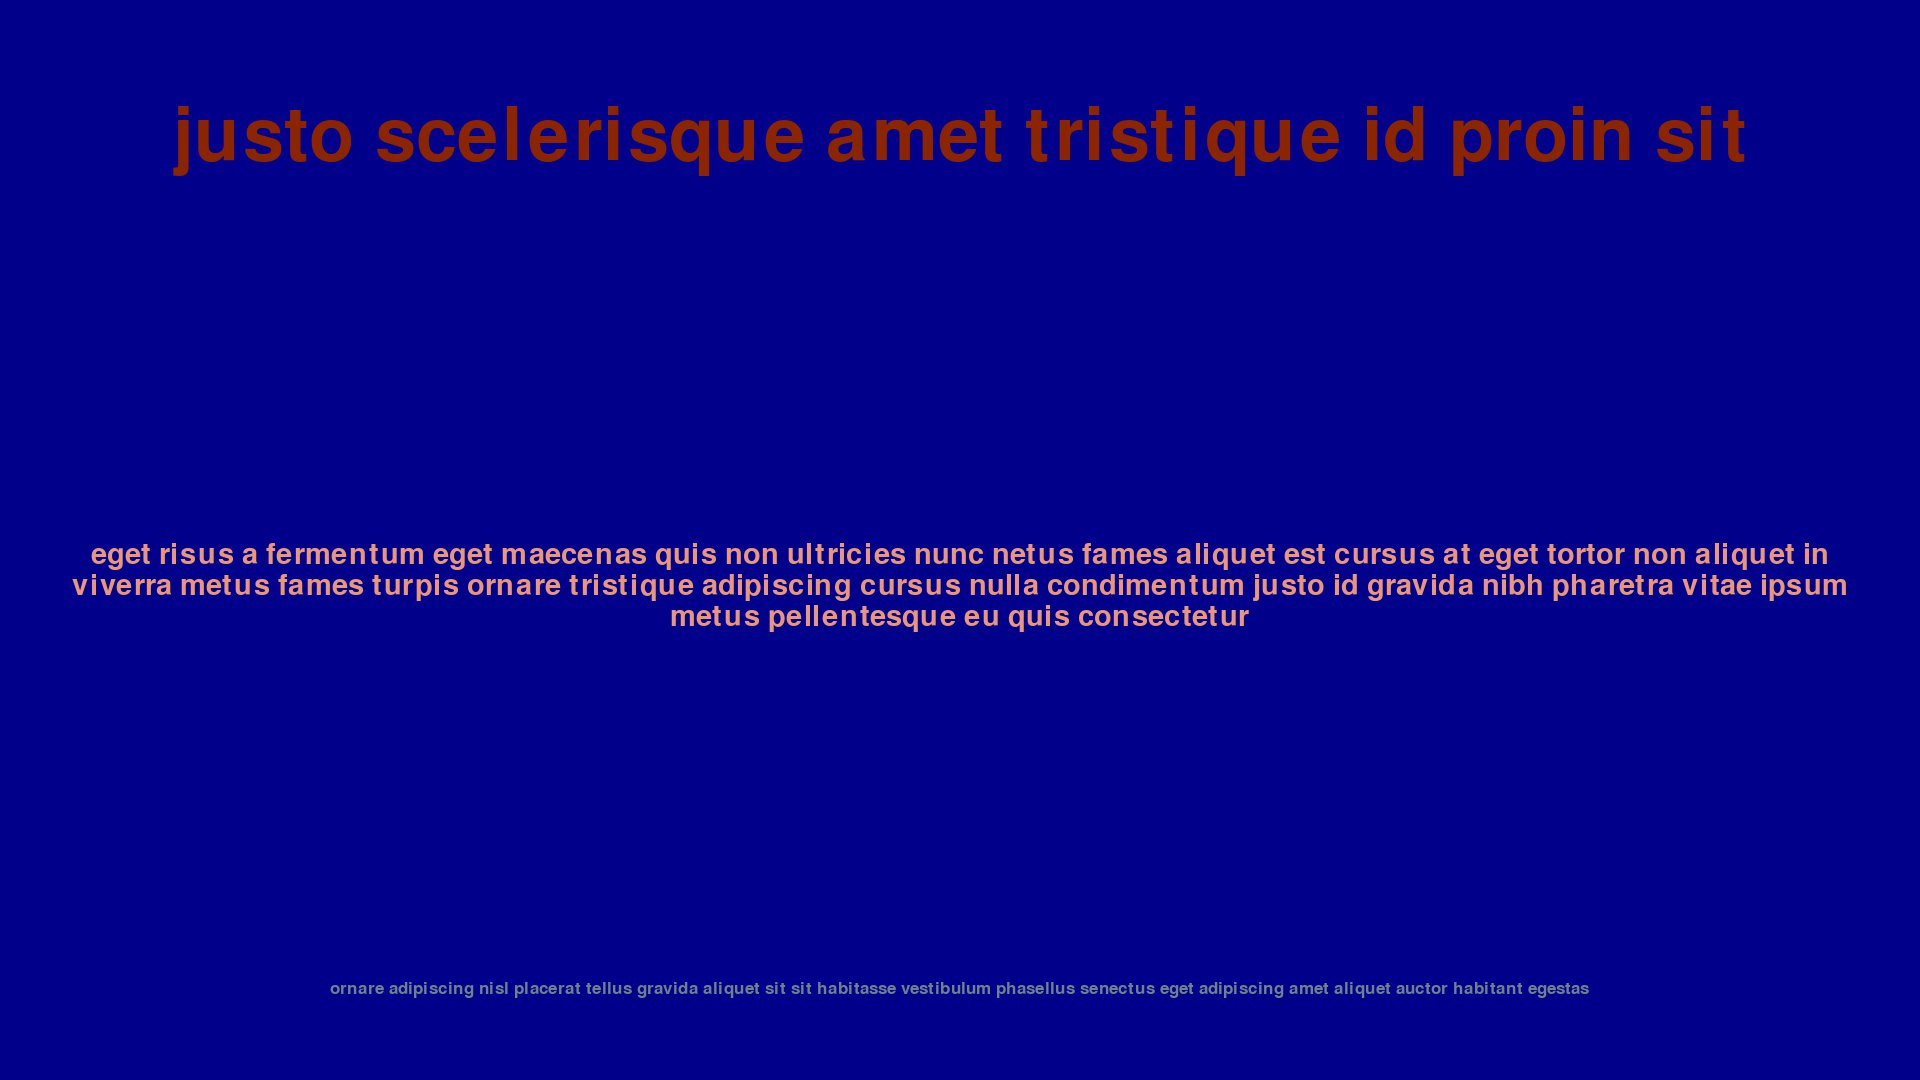 justo scelerisque amet tristique id proin sit
eget risus a fermentum eget maecenas quis non ultricies nunc netus fames aliquet est cursus at eget tortor non aliquet in
viverra metus fames turpis ornare tristique adipiscing cursus nulla condimentum justo id gravida nibh pharetra vitae ipsum
metus pellentesque eu quis consectetur
ornare adipiscing nisl placerat tellus gravida aliquet sit sit habitasse vestibulum phasellus senectus eget adipiscing amet aliquet auctor habitant egestas